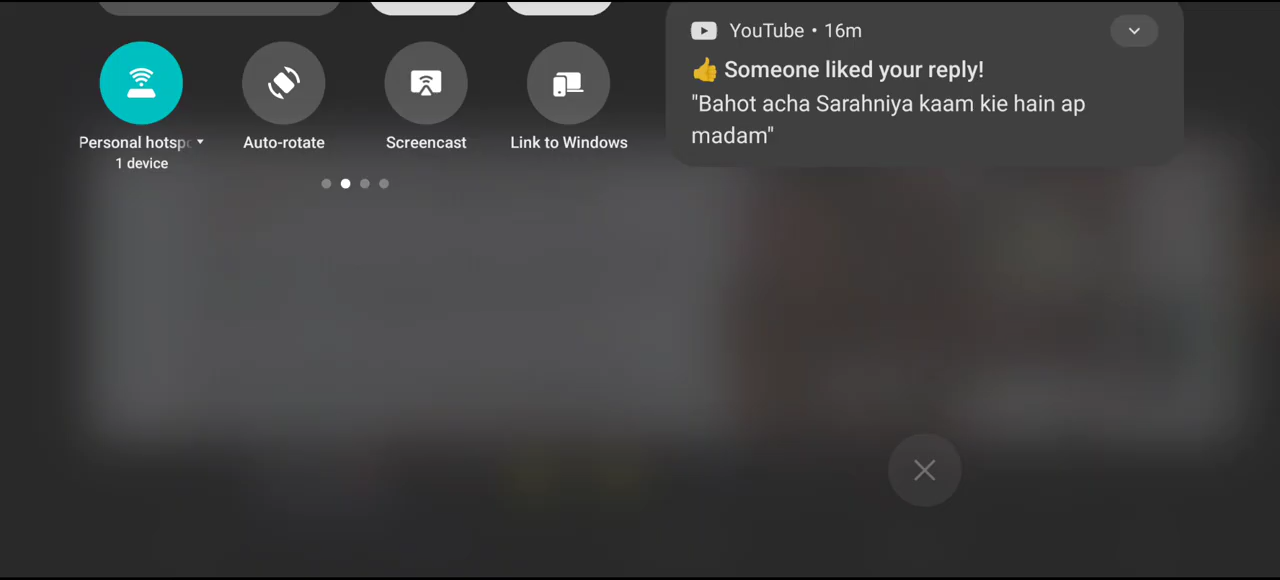 YouTube • 16m
👍 Someone liked your reply!
"Bahot acha Sarahniya kaam kie hain ap
madam"
Personal hotsp
1 device
Auto-rotate
Screencast
Link to Windows